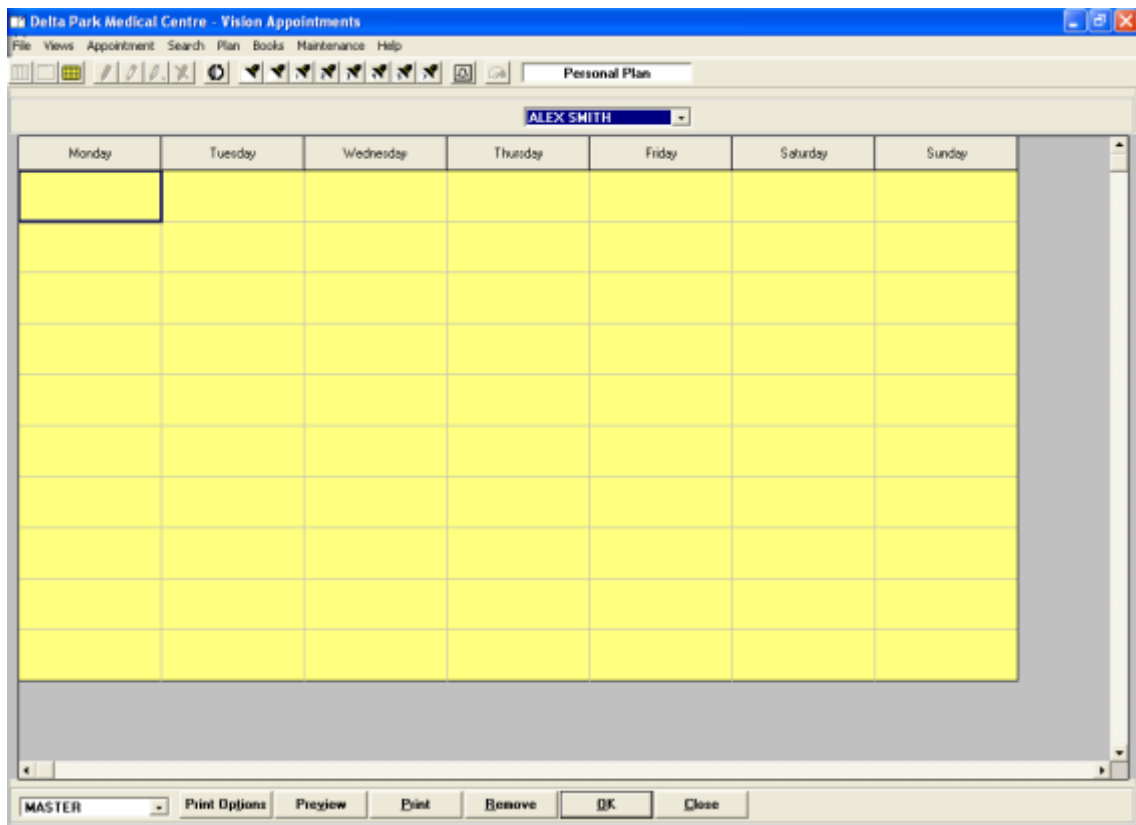 Delta Park Medical Centre - Vision Appointments
File Views Appointment Search Plan Books Maintenance Help
Personal Plan
ALEX SMITH
Monday Tuesday Wednesday Thursday Friday Saturday Sunday
MASTER Print Options Preview Print Remove OK Close